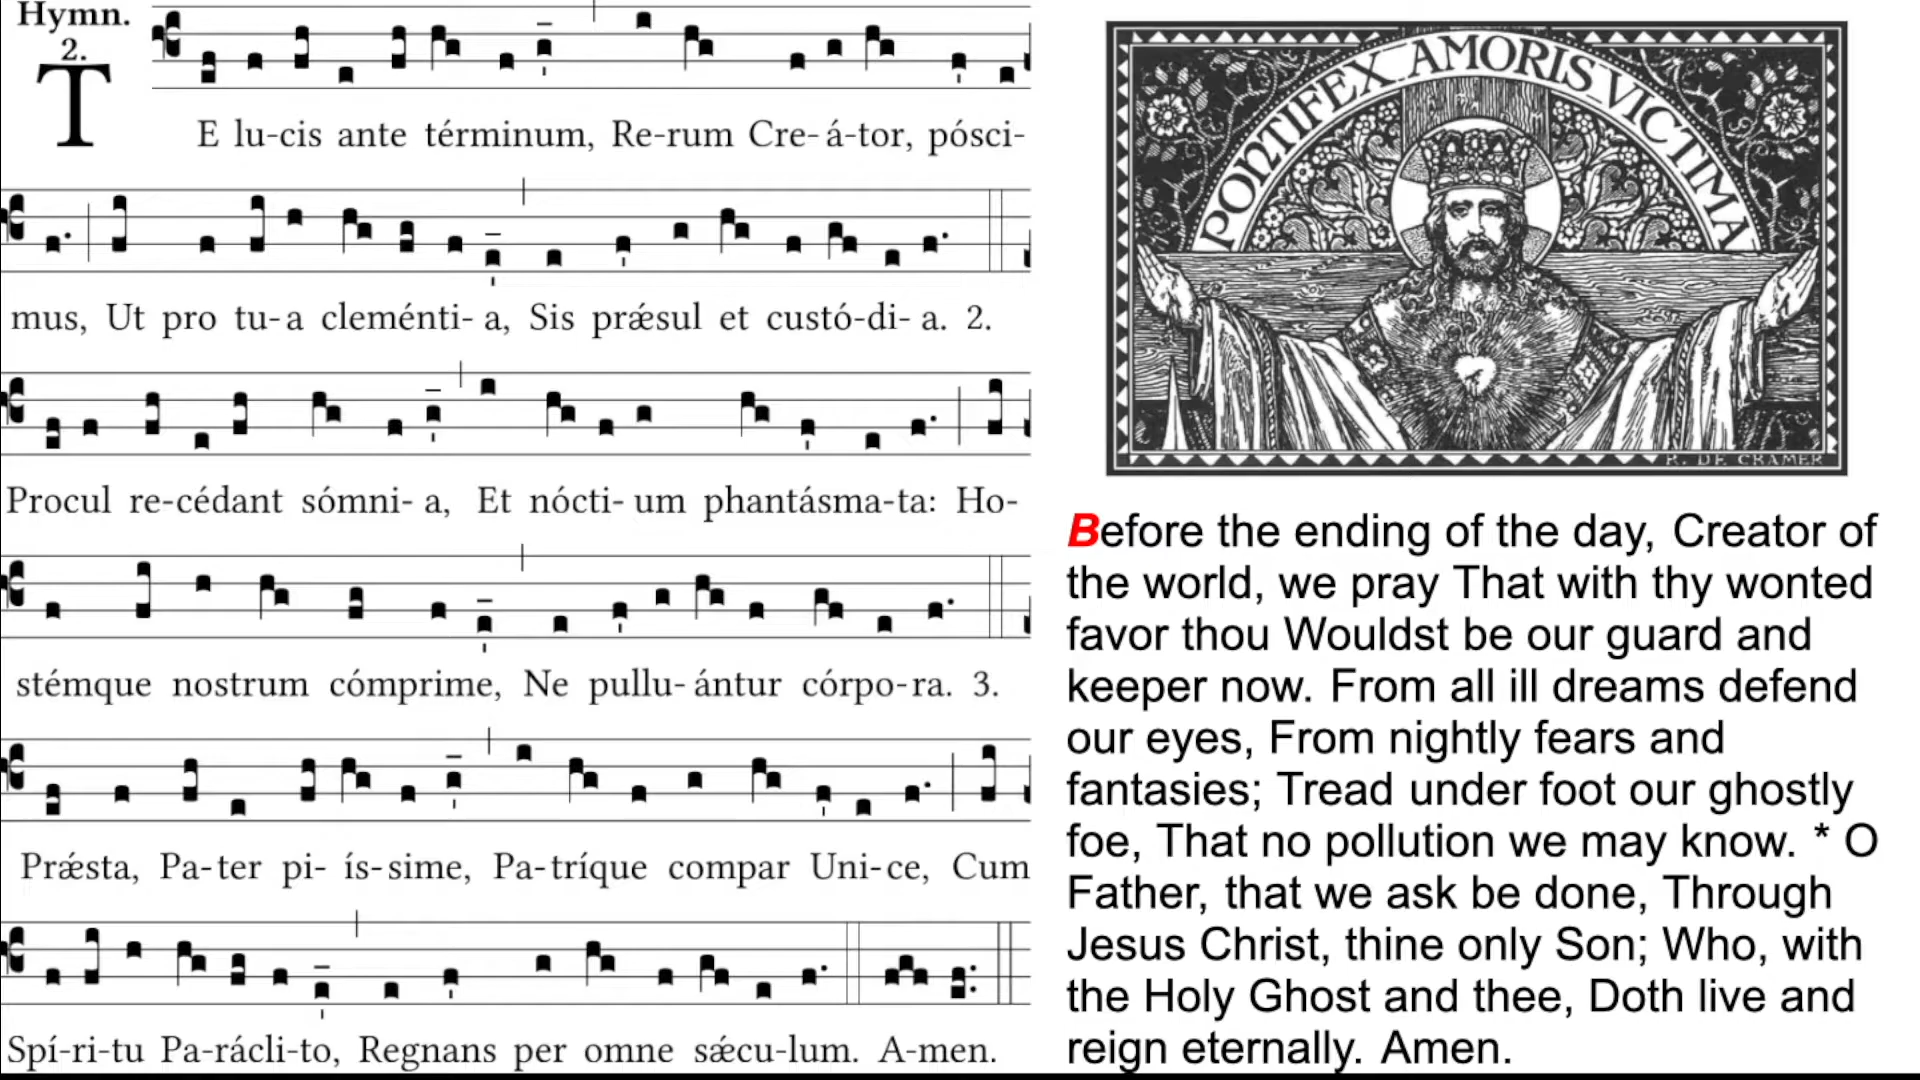 Hymn.
2.
TE lu-cis ante términum, Re-rum Cre-á-tor, pósci-
mus, Ut pro tu-a cleménti-a, Sis prǽsul et custó-di-a. 2.
Procul re-cédant sómni-a, Et nócti-um phantásma-ta: Ho-
stémque nostrum cómprime, Ne pullu-ántur córpo-ra. 3.
Prǽsta, Pa-ter pi-ís-sime, Pa-tríque compar Uni-ce, Cum
Spí-ri-tu Pa-rácli-to, Regnans per omne sǽcu-lum. A-men.
PONTIFEX AMORIS VICTIMA
R. DE CRAMER
Before the ending of the day, Creator of
the world, we pray That with thy wonted
favor thou Wouldst be our guard and
keeper now. From all ill dreams defend
our eyes, From nightly fears and
fantasies; Tread under foot our ghostly
foe, That no pollution we may know. * O
Father, that we ask be done, Through
Jesus Christ, thine only Son; Who, with
the Holy Ghost and thee, Doth live and
reign eternally. Amen.